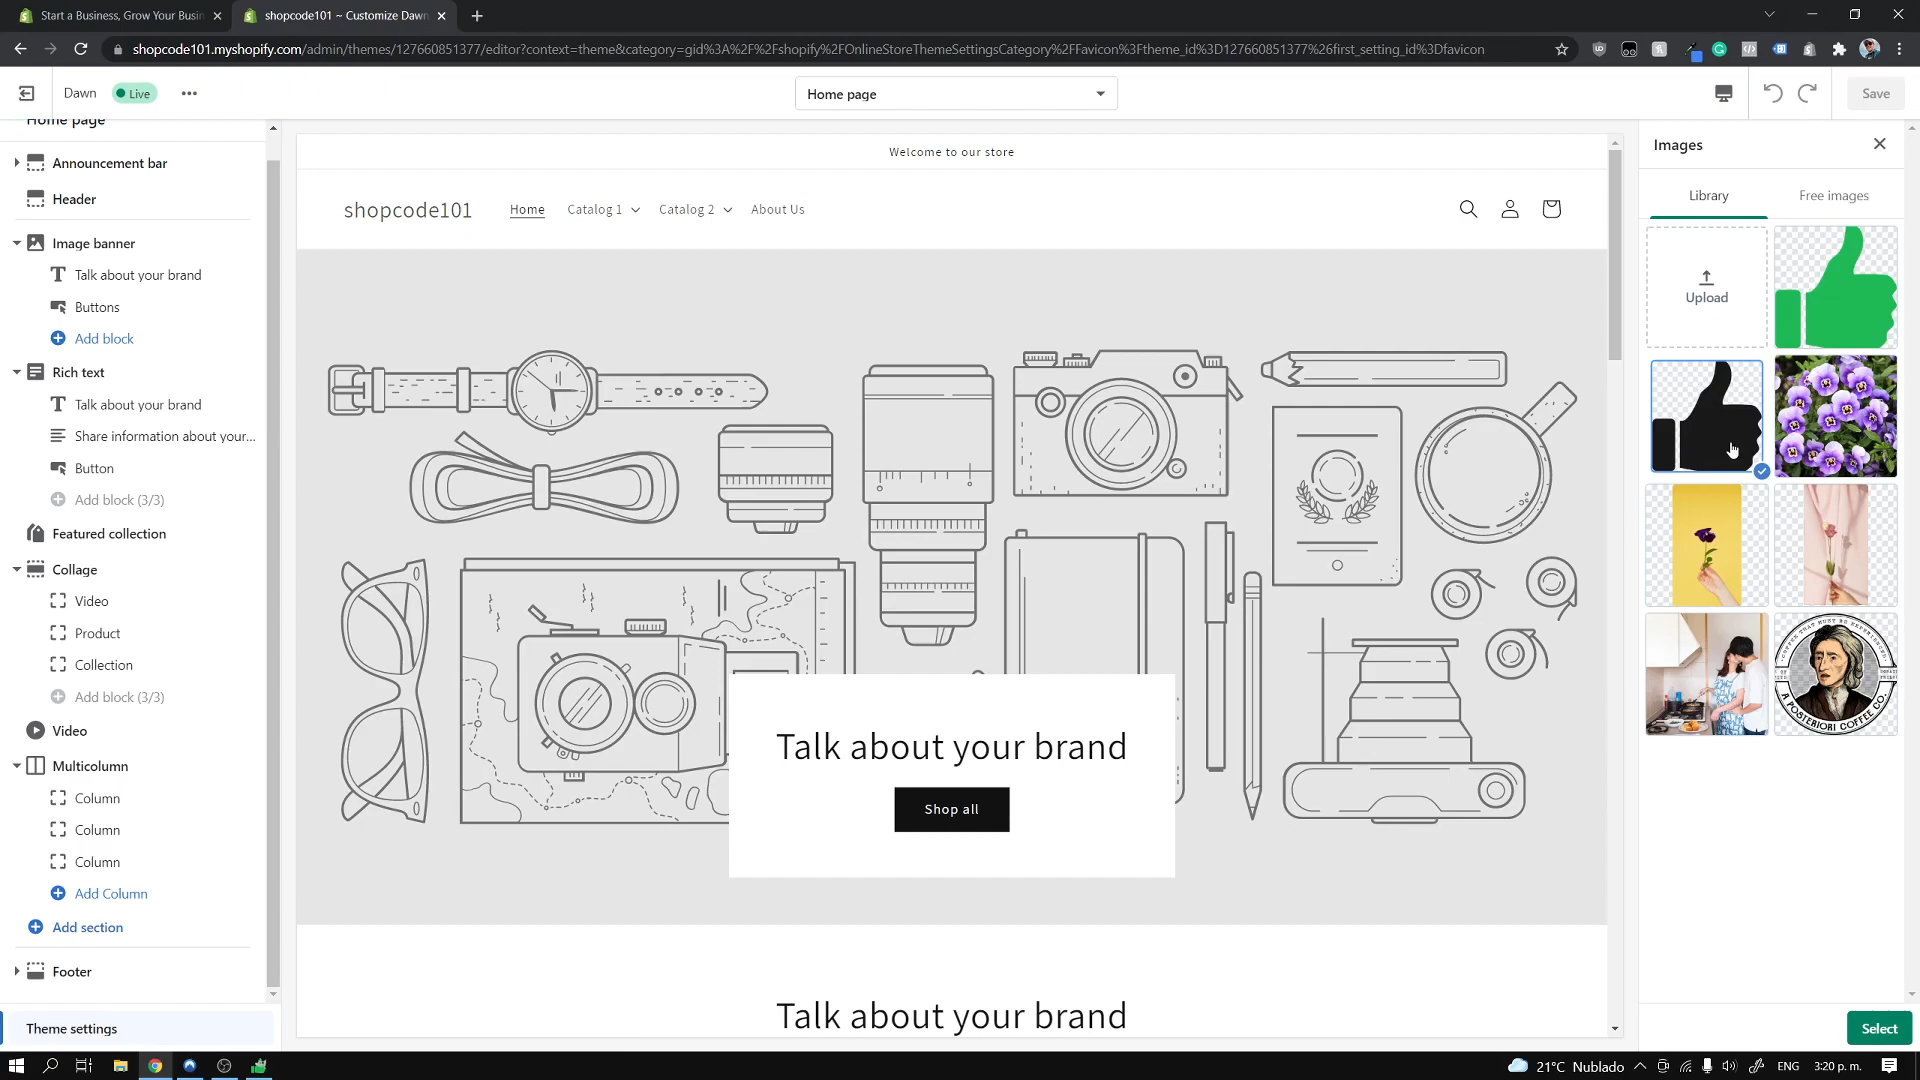 Start a Business, Grow Your Busin
shopcode101 ~ Customize Dawn
shopcode101.myshopify.com/admin/themes/127660851377/editor?context=theme&category=gid%3A%2F%2Fshopify%2FOnlineStoreThemeSettingsCategory%2FFavicon%3Ftheme_id%3D127660851377%26first_setting_id%3Dfavicon
Dawn
Live
Home page
Save
Home page
Announcement bar
Header
Image banner
Talk about your brand
Buttons
Add block
Rich text
Talk about your brand
Share information about your...
Button
Add block (3/3)
Featured collection
Collage
Video
Product
Collection
Add block (3/3)
Video
Multicolumn
Column
Column
Column
Add Column
Add section
Footer
Theme settings
Welcome to our store
shopcode101
Home
Catalog 1
Catalog 2
About Us
Talk about your brand
Shop all
Talk about your brand
Images
Library
Free images
Upload
COFFEE THAT MUST BE EXPERIENCED
A POSTERIORI COFFEE CO.
Select
21°C Nublado
ENG
3:20 p. m.